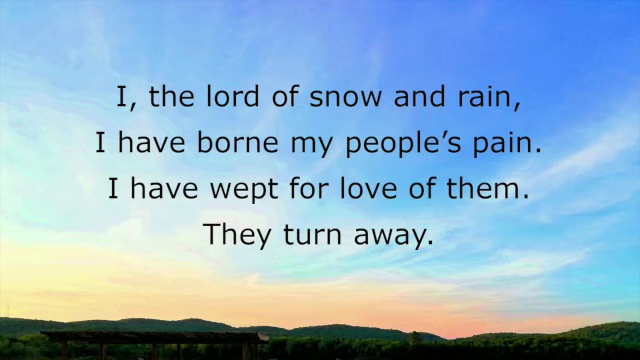 I, the lord of snow and rain,
I have borne my people’s pain.
I have wept for love of them.
They turn away.